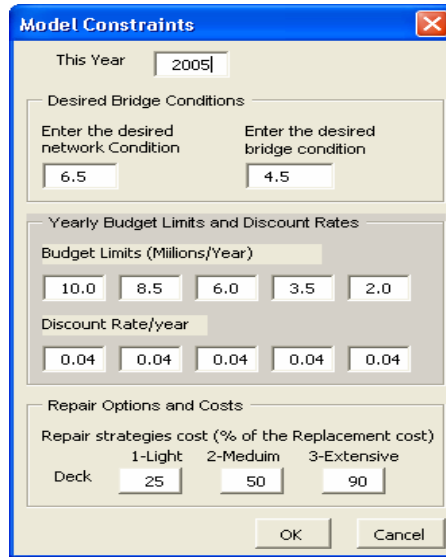 Model Constraints
This Year 2005
Desired Bridge Conditions
Enter the desired Enter the desired
network Condition bridge condition
6.5 4.5
Yearly Budget Limits and Discount Rates
Budget Limits (Miilions/Year)
10.0 8.5 6.0 3.5 2.0
Discount Rate/year
0.04 0.04 0.04 0.04 0.04
Repair Options and Costs
Repair strategies cost (% of the Replacement cost)
1-Light 2-Meduim 3-Extensive
Deck 25 50 90
OK Cancel